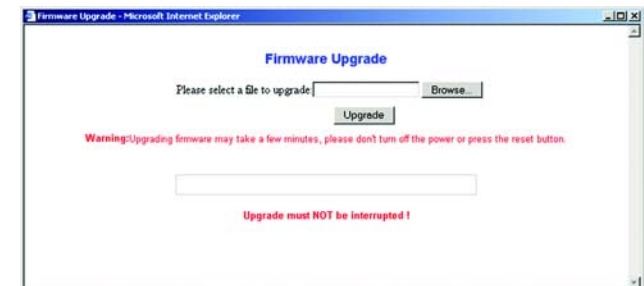 Firmware Upgrade - Microsoft Internet Explorer
Firmware Upgrade
Please select a file to upgrade: Browse...
Upgrade
Warning:Upgrading firmware may take a few minutes, please don't turn off the power or press the reset button.
Upgrade must NOT be interrupted !